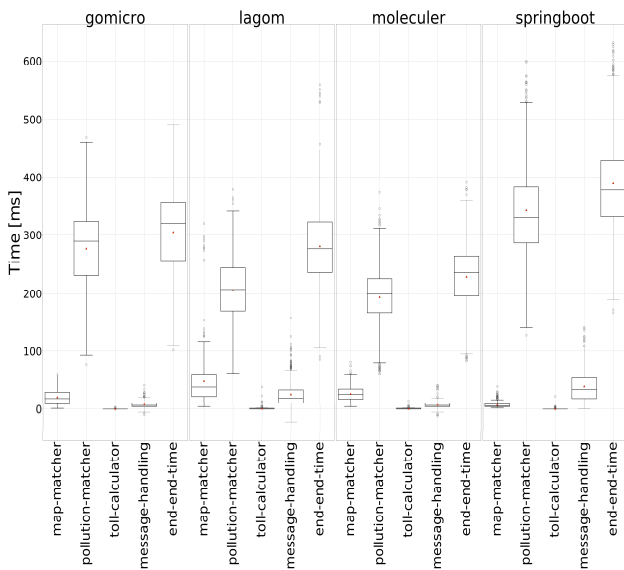 gomicro lagom moleculer springboot
Time [ms]
600
500
400
300
200
100
0
map-matcher
pollution-matcher
toll-calculator
message-handling
end-end-time
map-matcher
pollution-matcher
toll-calculator
message-handling
end-end-time
map-matcher
pollution-matcher
toll-calculator
message-handling
end-end-time
map-matcher
pollution-matcher
toll-calculator
message-handling
end-end-time